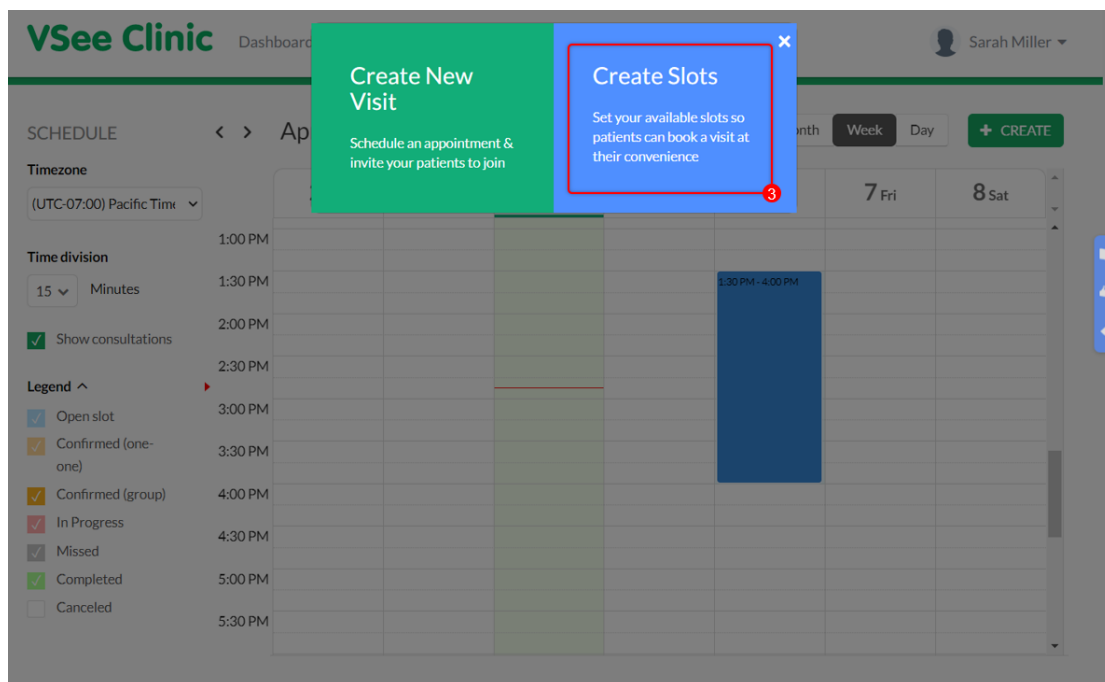 VSee Clinic
Sarah Miller
Create New
Visit
Schedule an appointment &
invite your patients to join
Create Slots
Set your available slots so
patients can book a visit at
their convenience
3
SCHEDULE
Week
Day
+ CREATE
Timezone
(UTC-07:00) Pacific
7 Fri
8 Sat
Time division
15
Minutes
Show consultations
Legend
Open slot
Confirmed (one-
one)
Confirmed (group)
In Progress
Missed
Completed
Canceled
1:00 PM
1:30 PM
2:00 PM
2:30 PM
3:00 PM
3:30 PM
4:00 PM
4:30 PM
5:00 PM
5:30 PM
1:30 PM - 4:00 PM